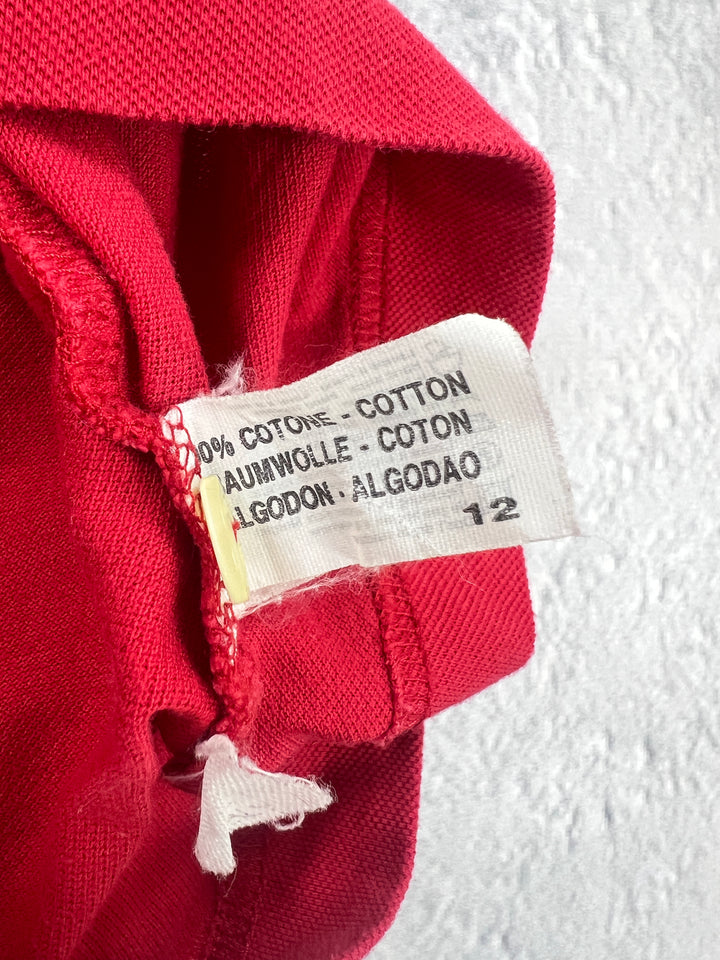 0% COTONE - COTTON
AUMWOLLE - COTON
LGODON - ALGODAO
12